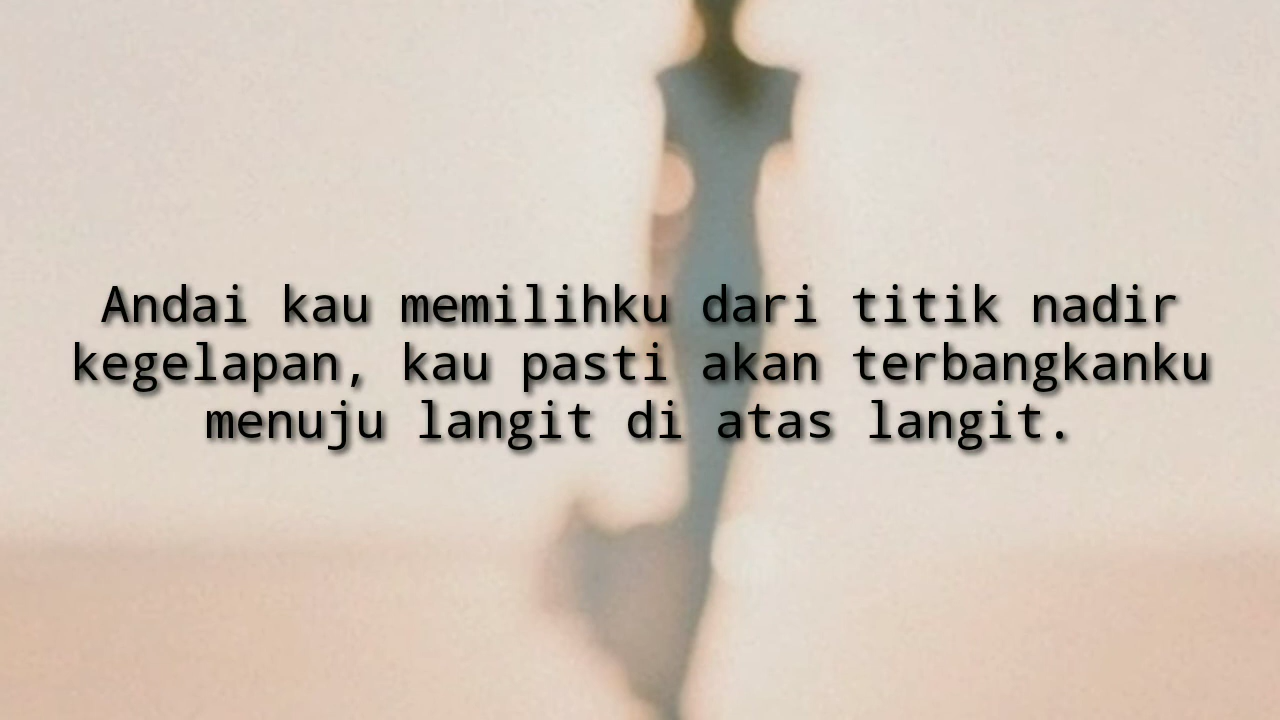 Andai kau memilihku dari titik nadir
kegelapan, kau pasti akan terbangkanku
menuju langit di atas langit.